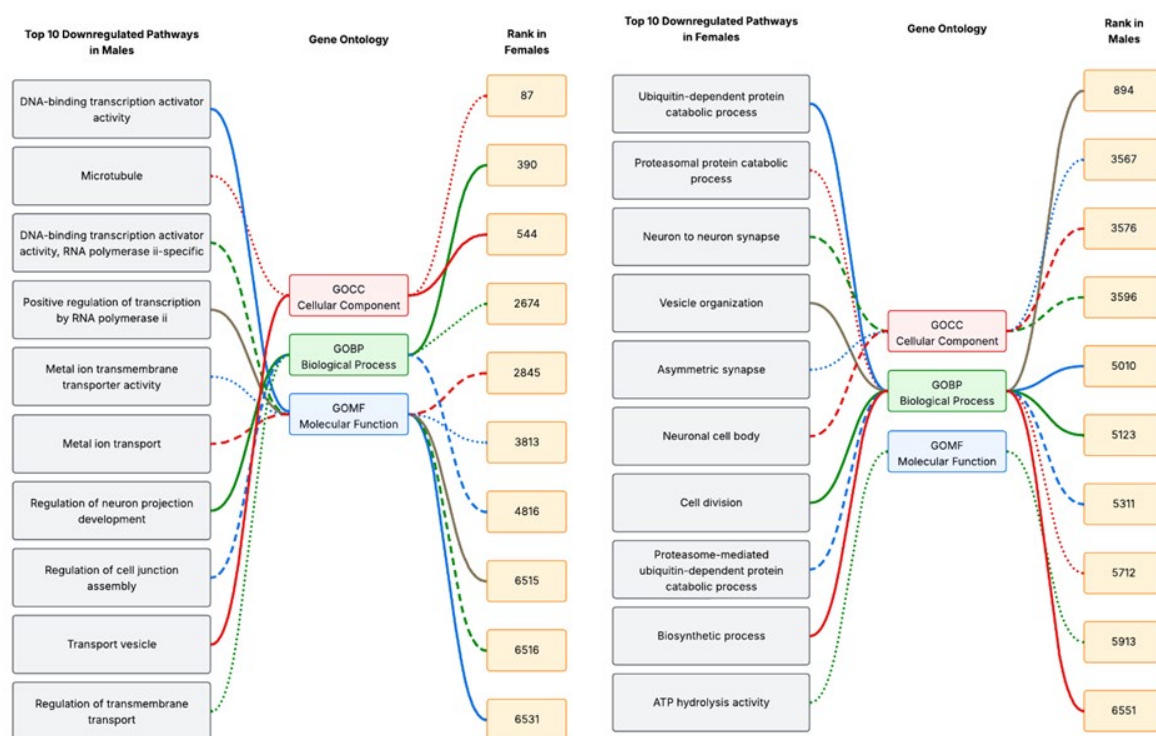 Top 10 Downregulated Pathways
in Males
Gene Ontology
Rank in
Females
DNA-binding transcription activator
activity
Microtubule
DNA-binding transcription activator
activity, RNA polymerase ii-specific
Positive regulation of transcription
by RNA polymerase ii
Metal ion transmembrane
transporter activity
Metal ion transport
Regulation of neuron projection
development
Regulation of cell junction
assembly
Transport vesicle
Regulation of transmembrane
transport
GOCC
Cellular Component
GOBP
Biological Process
GOMF
Molecular Function
87
390
544
2674
2845
3813
4816
6515
6516
6531
Top 10 Downregulated Pathways
in Females
Gene Ontology
Rank in
Males
Ubiquitin-dependent protein
catabolic process
Proteasomal protein catabolic
process
Neuron to neuron synapse
Vesicle organization
Asymmetric synapse
Neuronal cell body
Cell division
Proteasome-mediated
ubiquitin-dependent protein
catabolic process
Biosynthetic process
ATP hydrolysis activity
GOCC
Cellular Component
GOBP
Biological Process
GOMF
Molecular Function
894
3567
3576
3596
5010
5123
5311
5712
5913
6551